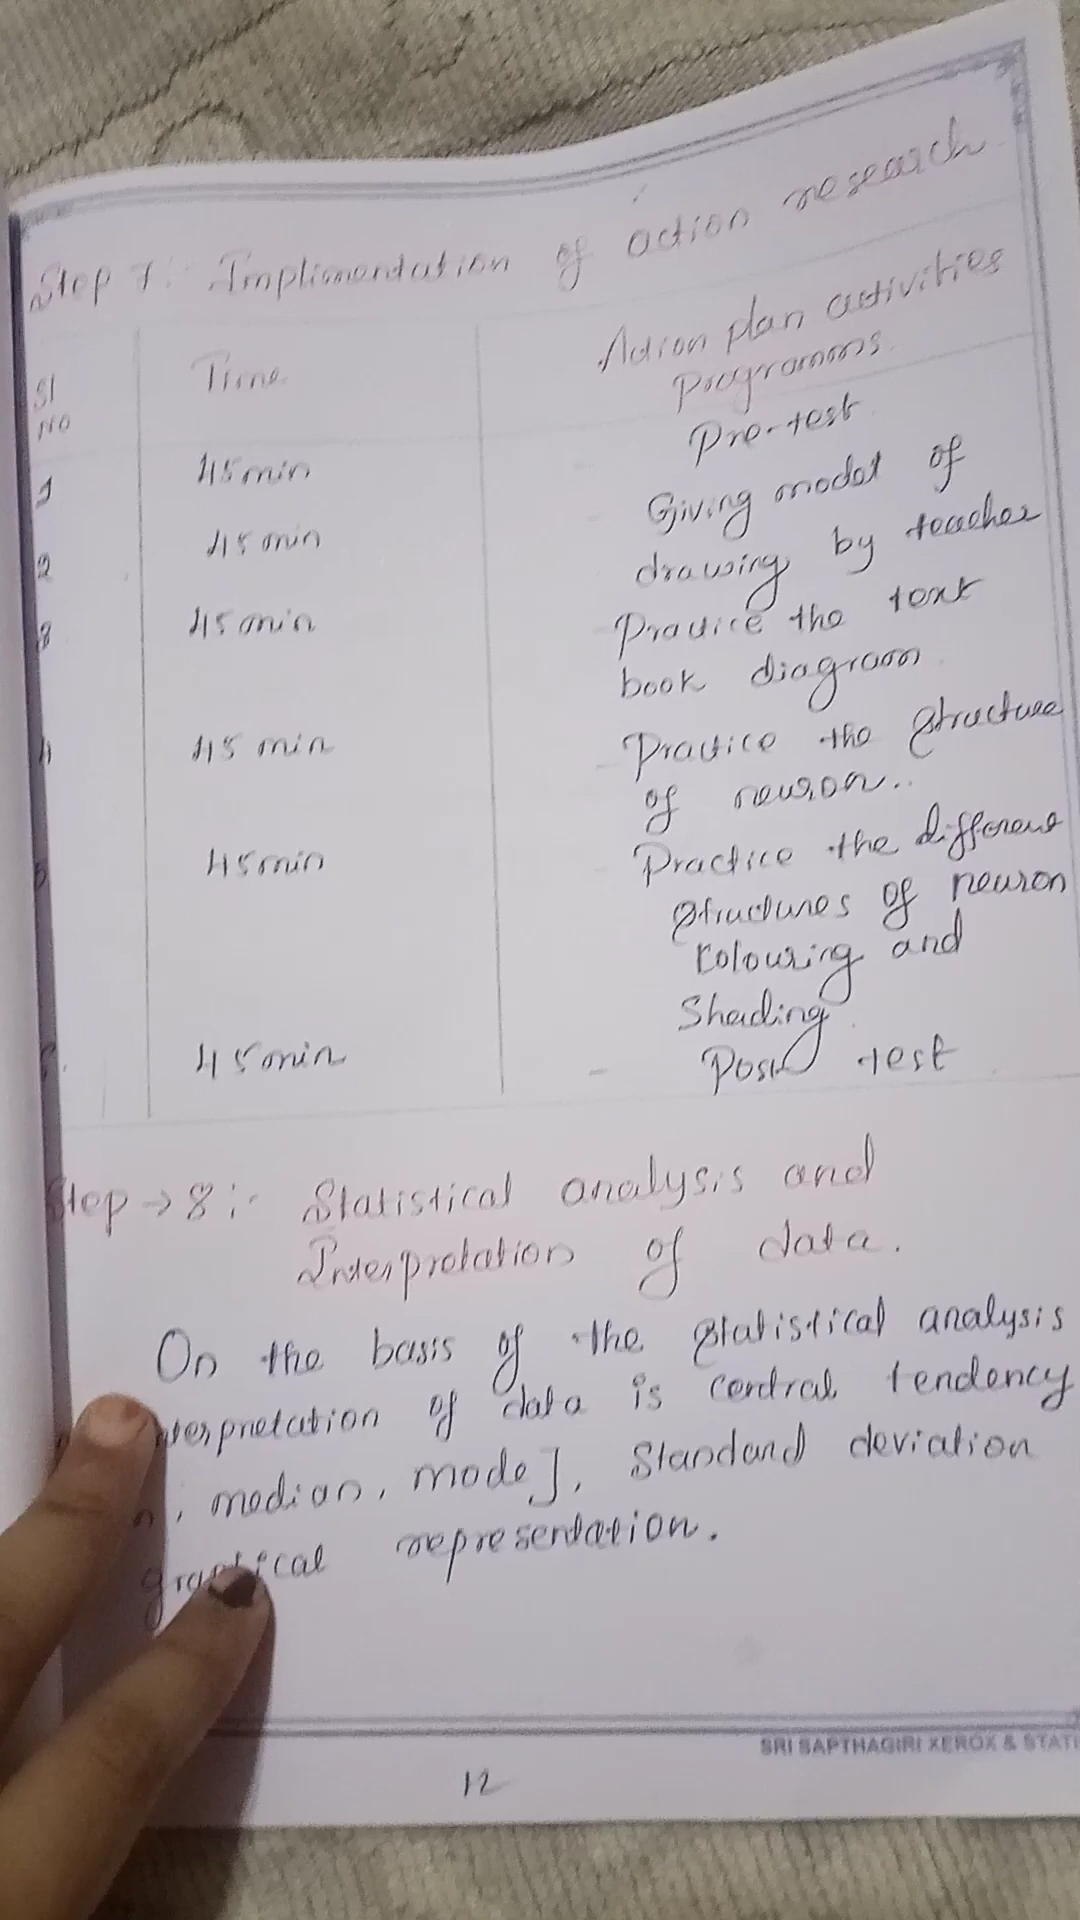 Step 7: Implimentation of action research
Sl No Time Action plan activities
Programms.
1 45 min - Pre-test
2 45 min - Giving model of
drawing by teacher
3 45 min - Practice the text
book diagram
4 45 min - Practice the structure
of neuron..
5 45 min - Practice the different
structures of neuron
colouring and
Shading
45 min - Post test
Step → 8 :- Statistical analysis and
Interpretation of data.
On the basis of the statistical analysis
of data is central tendency
, median, mode], Standard deviation
graphical representation.
SRI SAPTHAGIRI XEROX & STATI
12